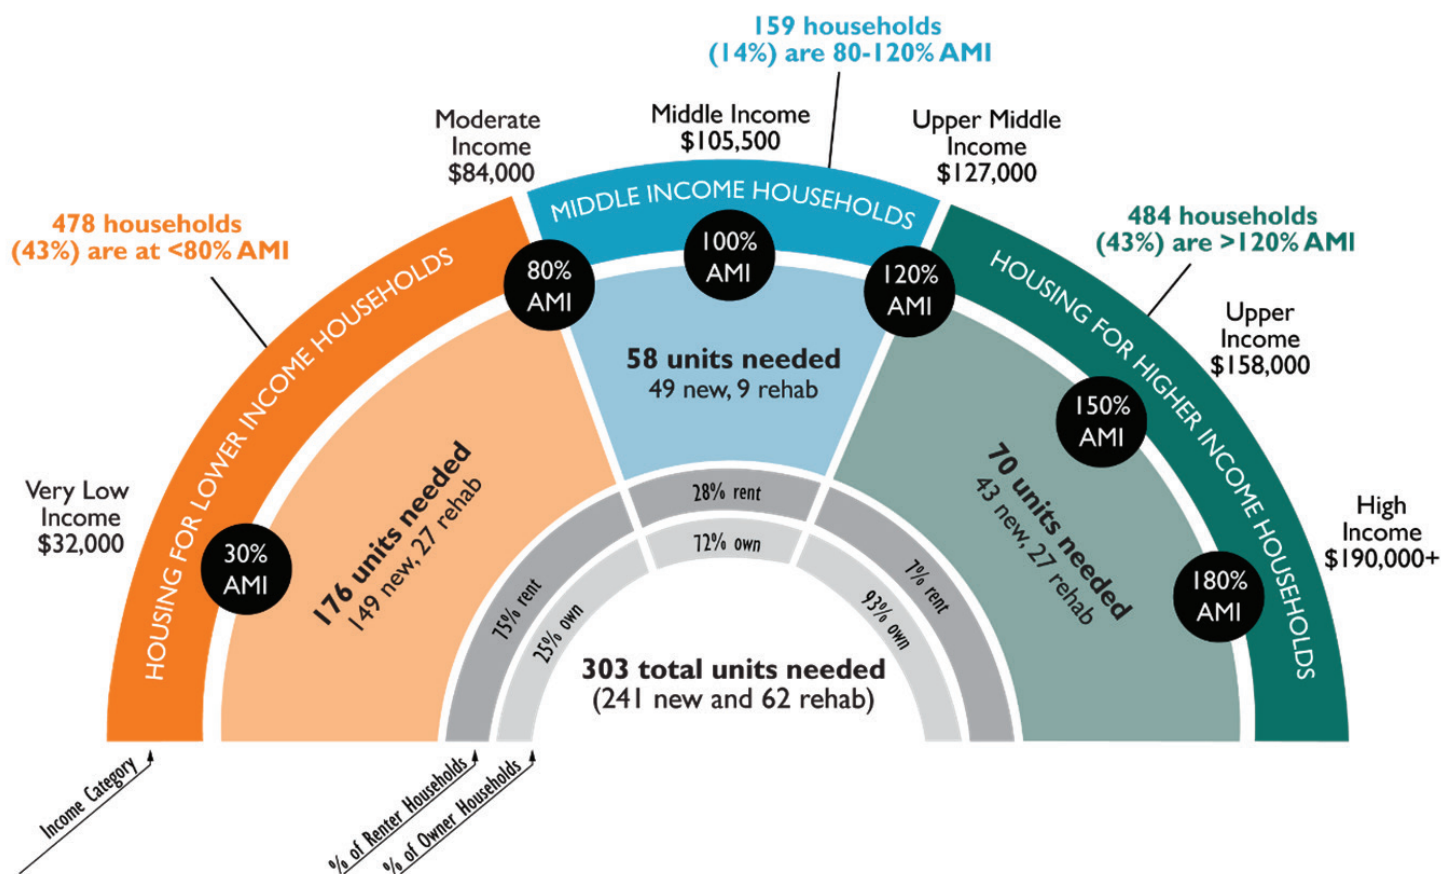 159 households
(14%) are 80-120% AMI
Moderate
Income
$84,000
Middle Income
$105,500
Upper Middle
Income
$127,000
478 households
(43%) are at <80% AMI
484 households
(43%) are >120% AMI
HOUSING FOR LOWER INCOME HOUSEHOLDS
MIDDLE INCOME HOUSEHOLDS
HOUSING FOR HIGHER INCOME HOUSEHOLDS
Very Low
Income
$32,000
Upper
Income
$158,000
High
Income
$190,000+
30%
AMI
80%
AMI
100%
AMI
120%
AMI
150%
AMI
180%
AMI
176 units needed
149 new, 27 rehab
58 units needed
49 new, 9 rehab
70 units needed
43 new, 27 rehab
75% rent
28% rent
7% rent
25% own
72% own
93% own
303 total units needed
(241 new and 62 rehab)
Income Category
% of Renter Households
% of Owner Households